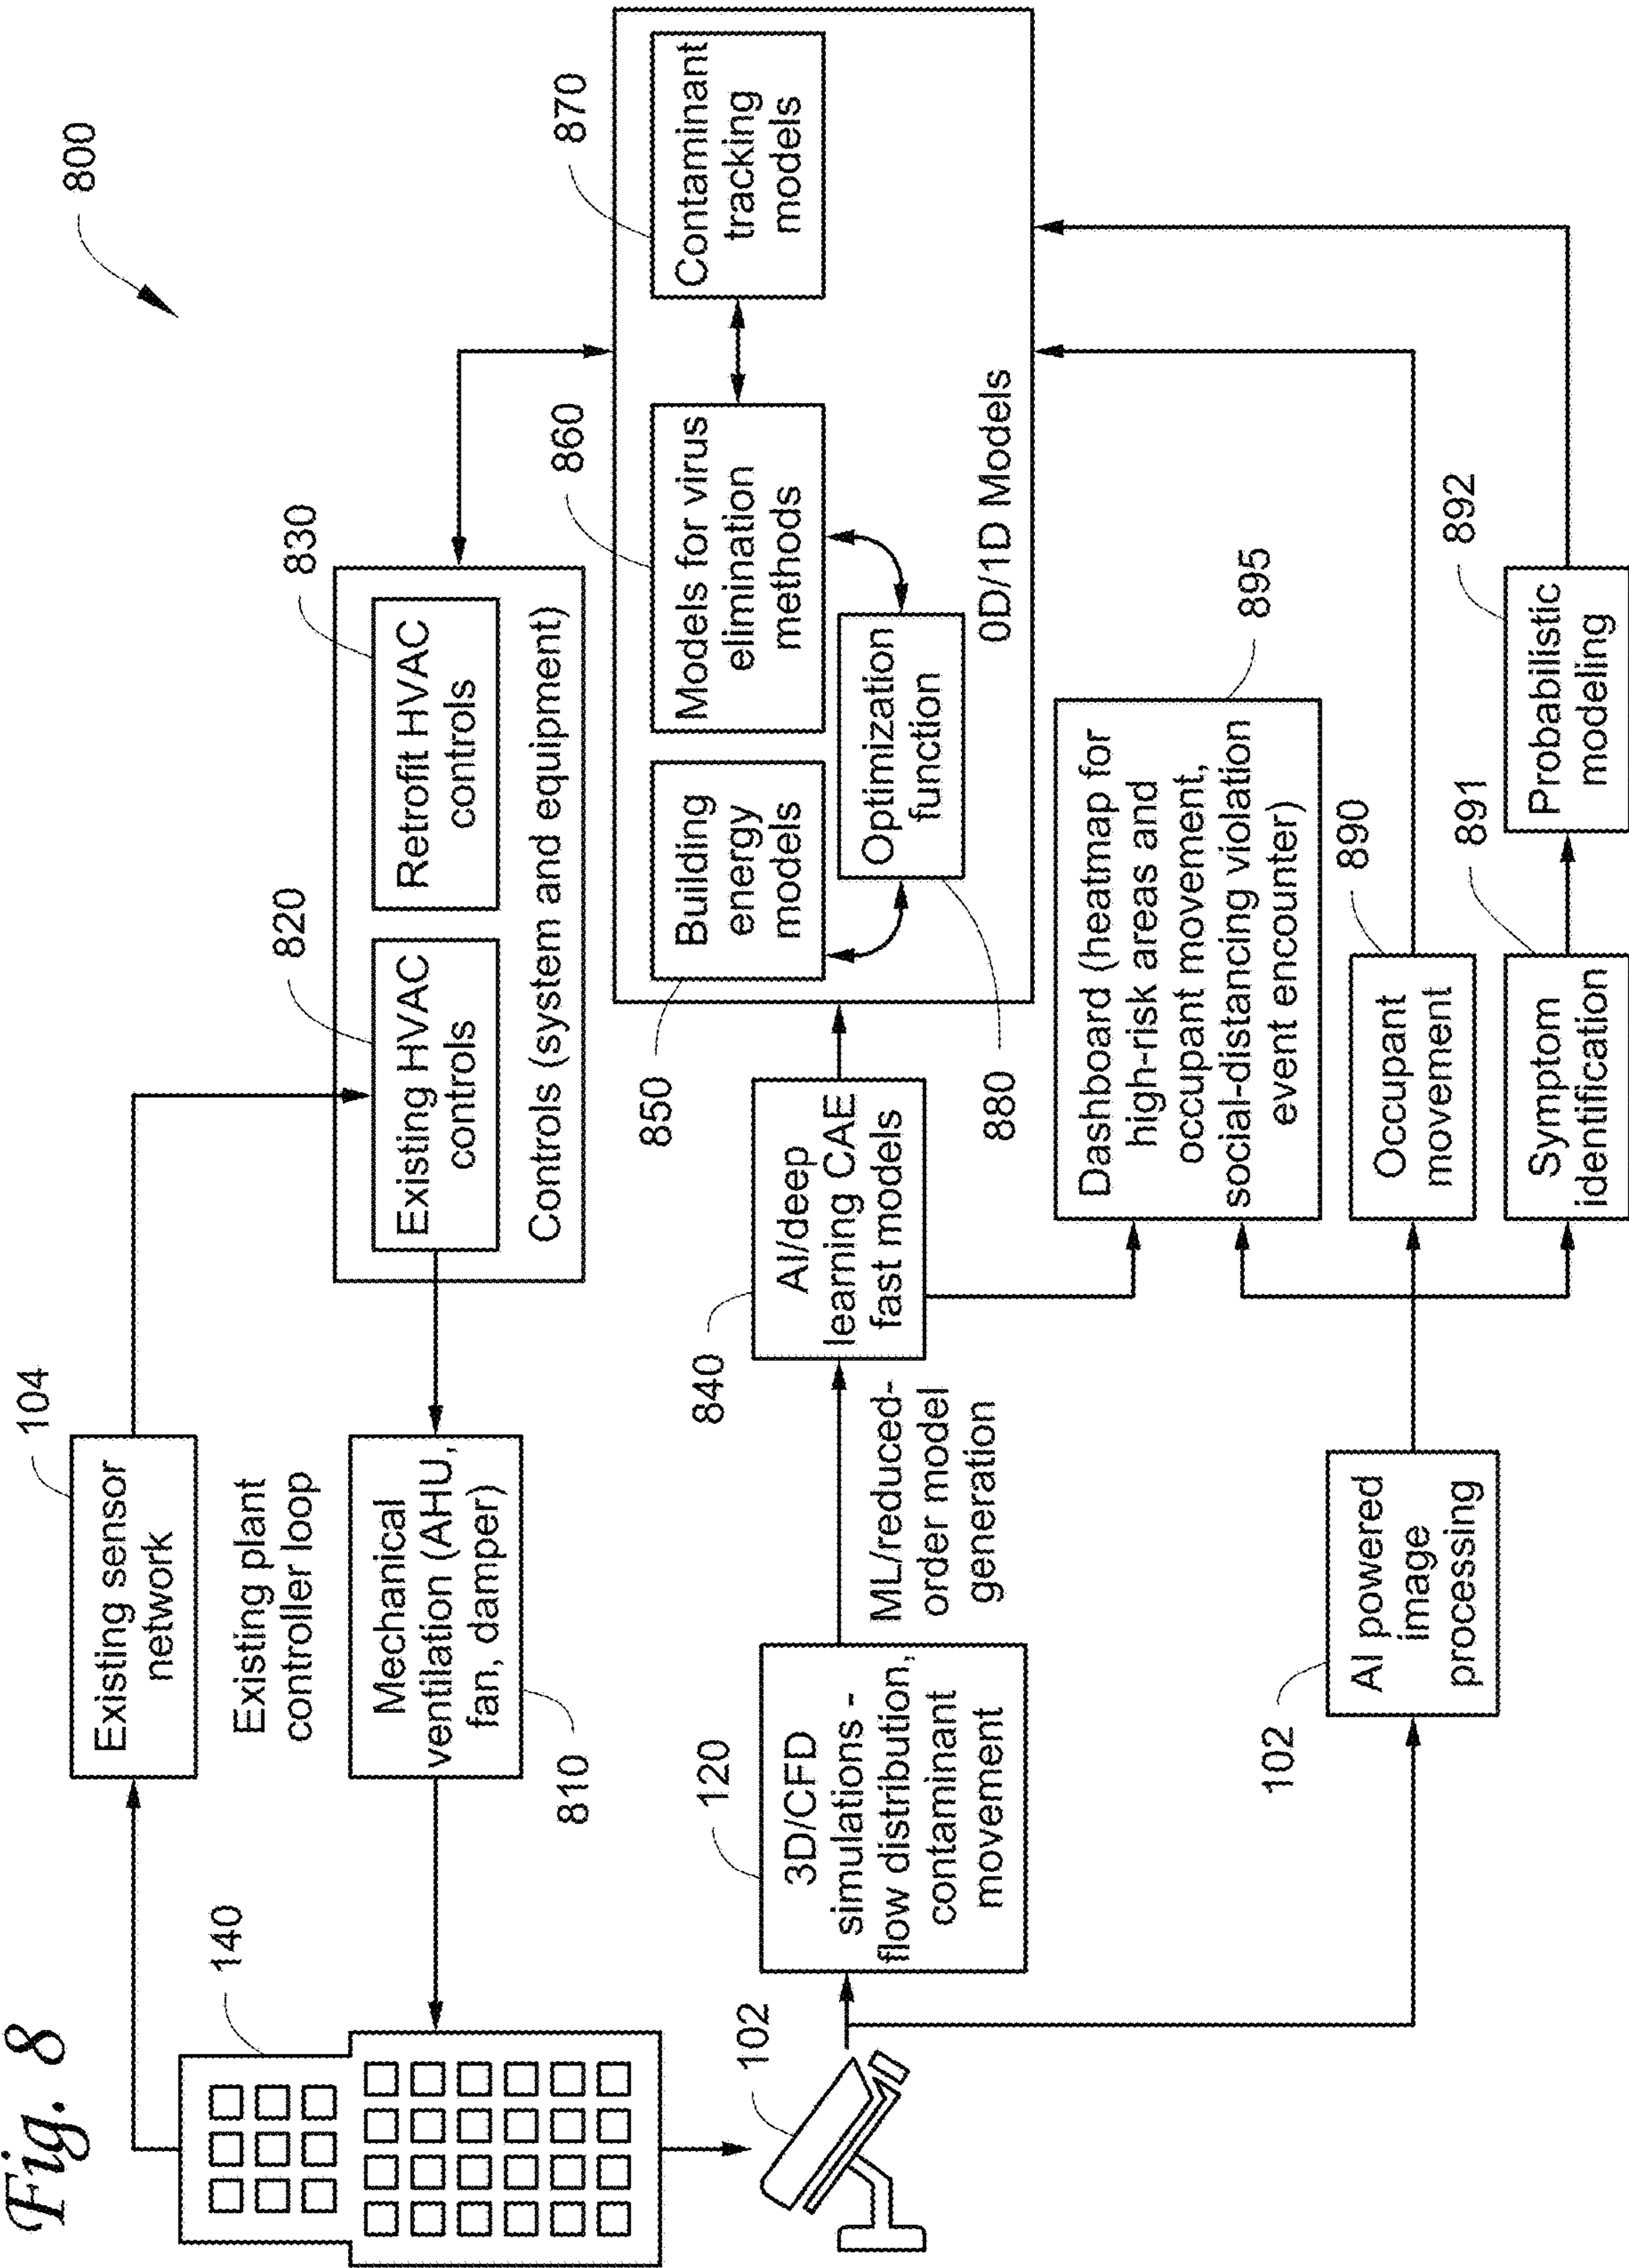 Fig. 8
800
140
104
Existing sensor
network
Existing plant
controller loop
Mechanical
ventilation (AHU,
fan, damper)
810
820
Existing HVAC
controls
830
Retrofit HVAC
controls
Controls (system and equipment)
102
120
3D/CFD
simulations -
flow distribution,
contaminant
movement
ML/reduced-
order model
generation
840
AI/deep
learning CAE
fast models
850
Building
energy
models
860
Models for virus
elimination
methods
870
Contaminant
tracking
models
Optimization
function
880
0D/1D Models
Dashboard (heatmap for
high-risk areas and
occupant movement,
social-distancing violation
event encounter)
895
102
AI powered
image
processing
890
Occupant
movement
891
Symptom
identification
892
Probabilistic
modeling